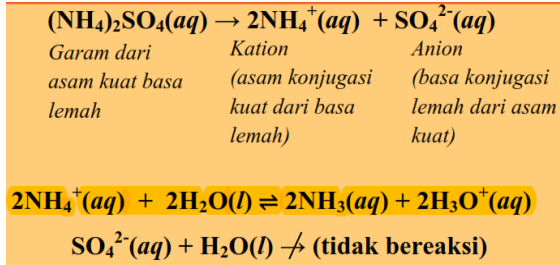 (NH₄)₂SO₄(aq) → 2NH₄⁺(aq) + SO₄²⁻(aq)
Garam dari asam kuat basa lemah
Kation (asam konjugasi kuat dari basa lemah)
Anion (basa konjugasi lemah dari asam kuat)
2NH₄⁺(aq) + 2H₂O(l) ⇌ 2NH₃(aq) + 2H₃O⁺(aq)
SO₄²⁻(aq) + H₂O(l) ↛ (tidak bereaksi)